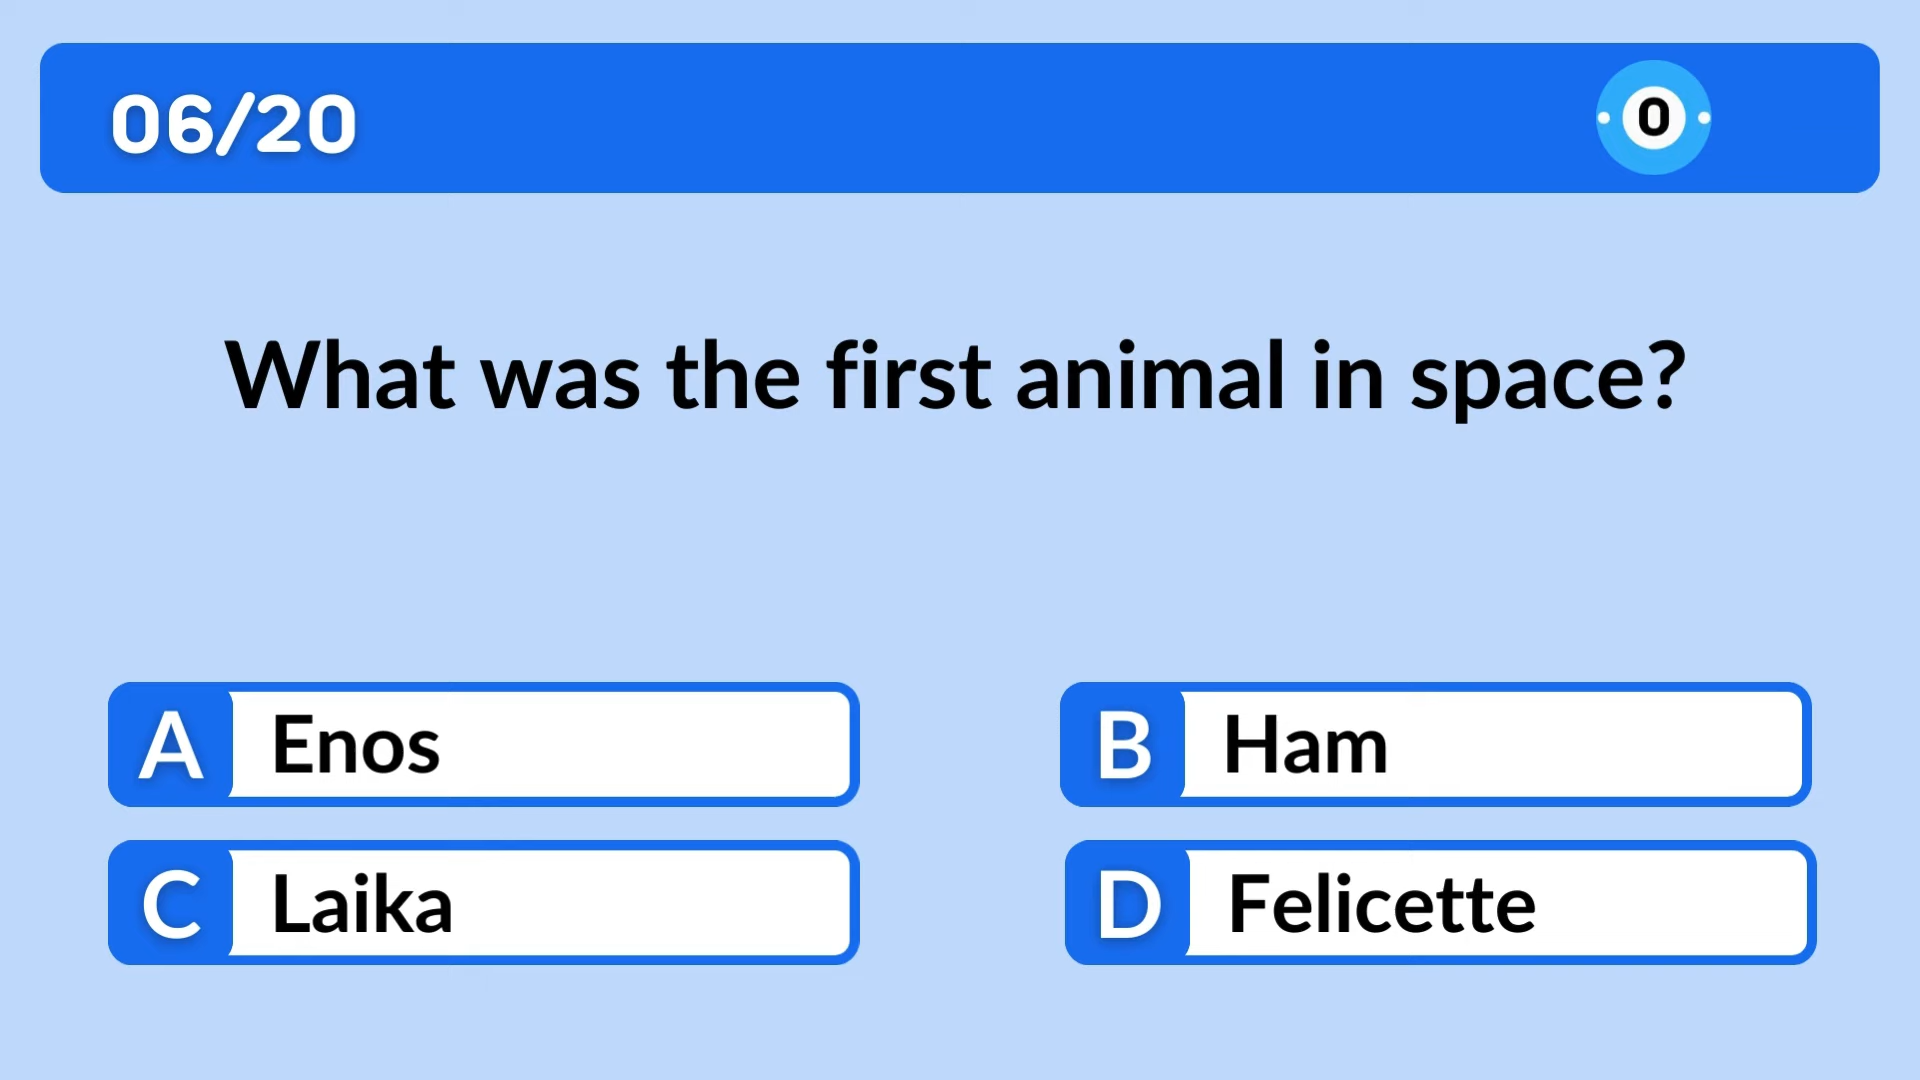 06/20
0
What was the first animal in space?
A Enos
B Ham
C Laika
D Felicette